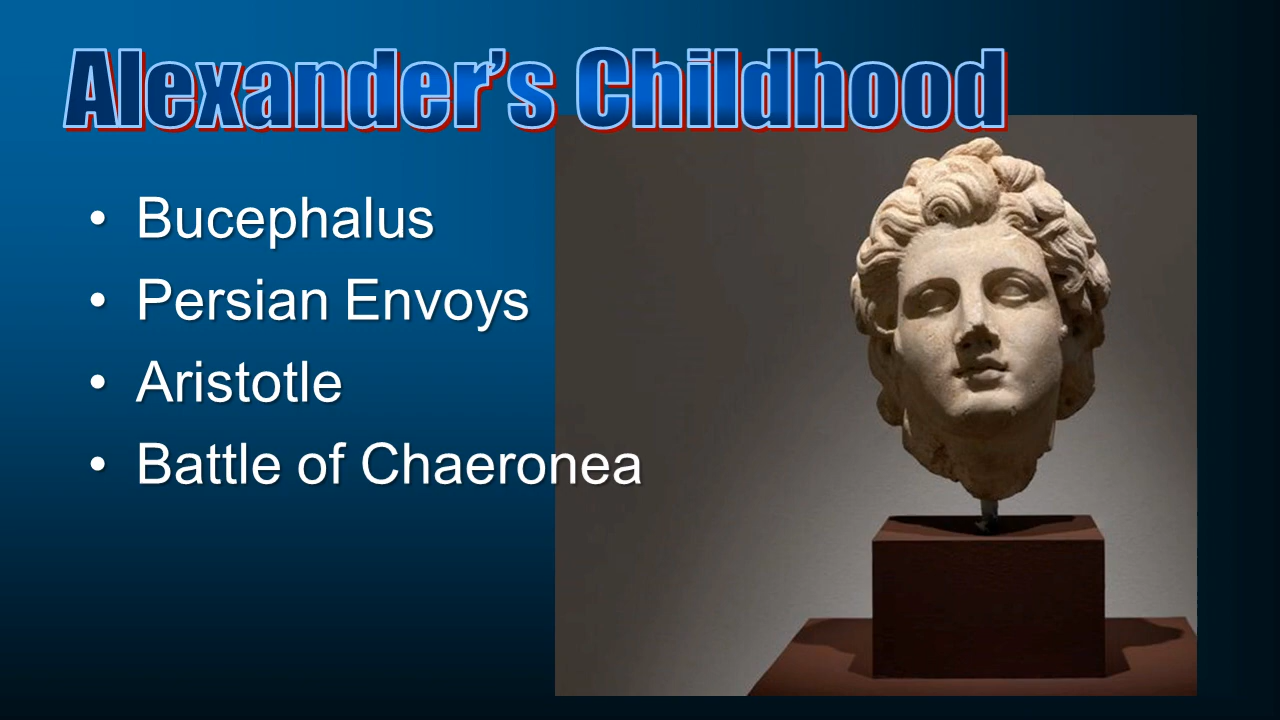 Alexander’s Childhood
• Bucephalus
• Persian Envoys
• Aristotle
• Battle of Chaeronea